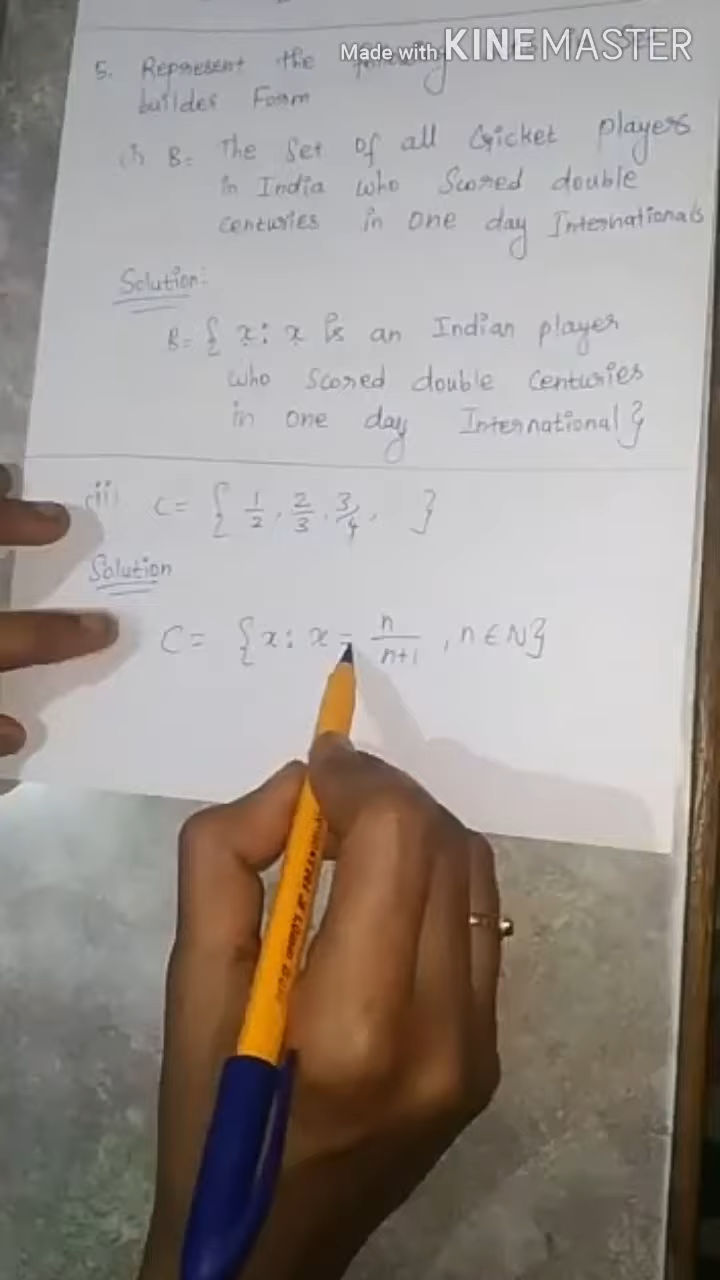 Made with KINEMASTER
5. Represent the following
builder Form
(i) B= The Set of all Cricket players
in India who Scored double
centuries in one day Internationals
Solution:
B= { x: x is an Indian player
who scored double centuries
in one day International}
(ii) C= { 1/2, 2/3, 3/4, }
Solution
C= {x: x = n/n+1, n ∈ N}